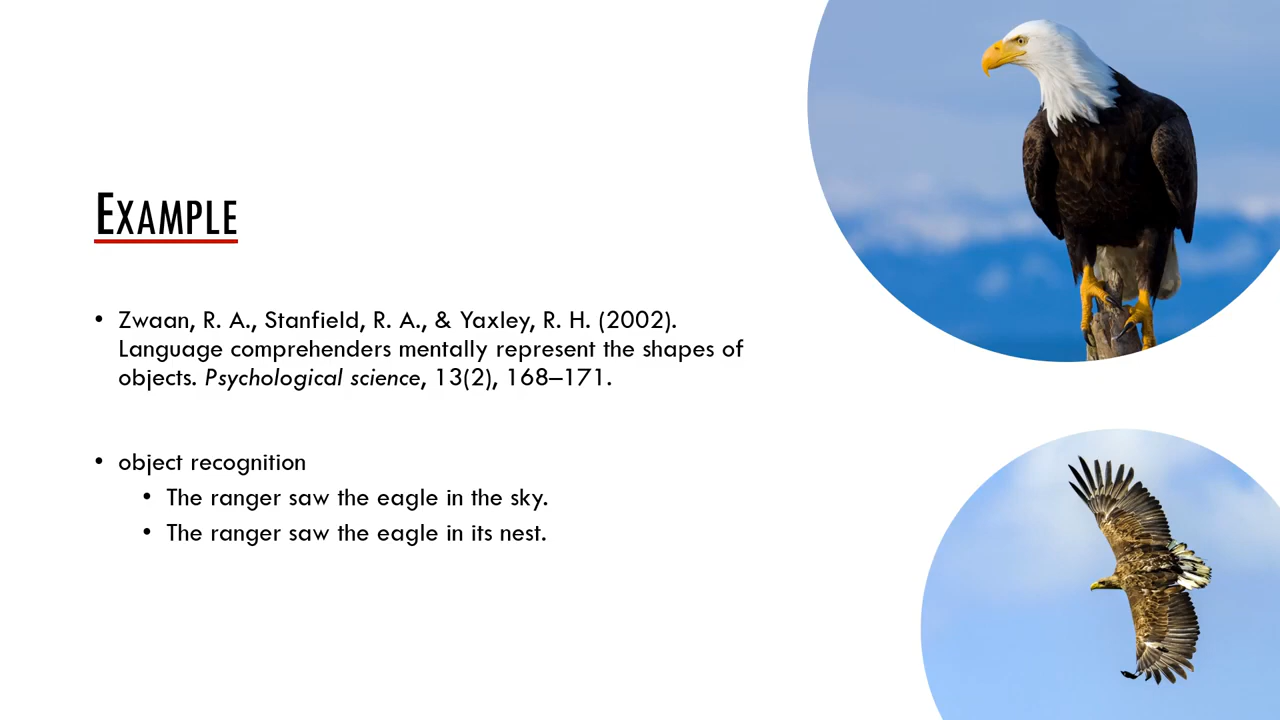 EXAMPLE
• Zwaan, R. A., Stanfield, R. A., & Yaxley, R. H. (2002).
Language comprehenders mentally represent the shapes of
objects. Psychological science, 13(2), 168–171.
• object recognition
• The ranger saw the eagle in the sky.
• The ranger saw the eagle in its nest.